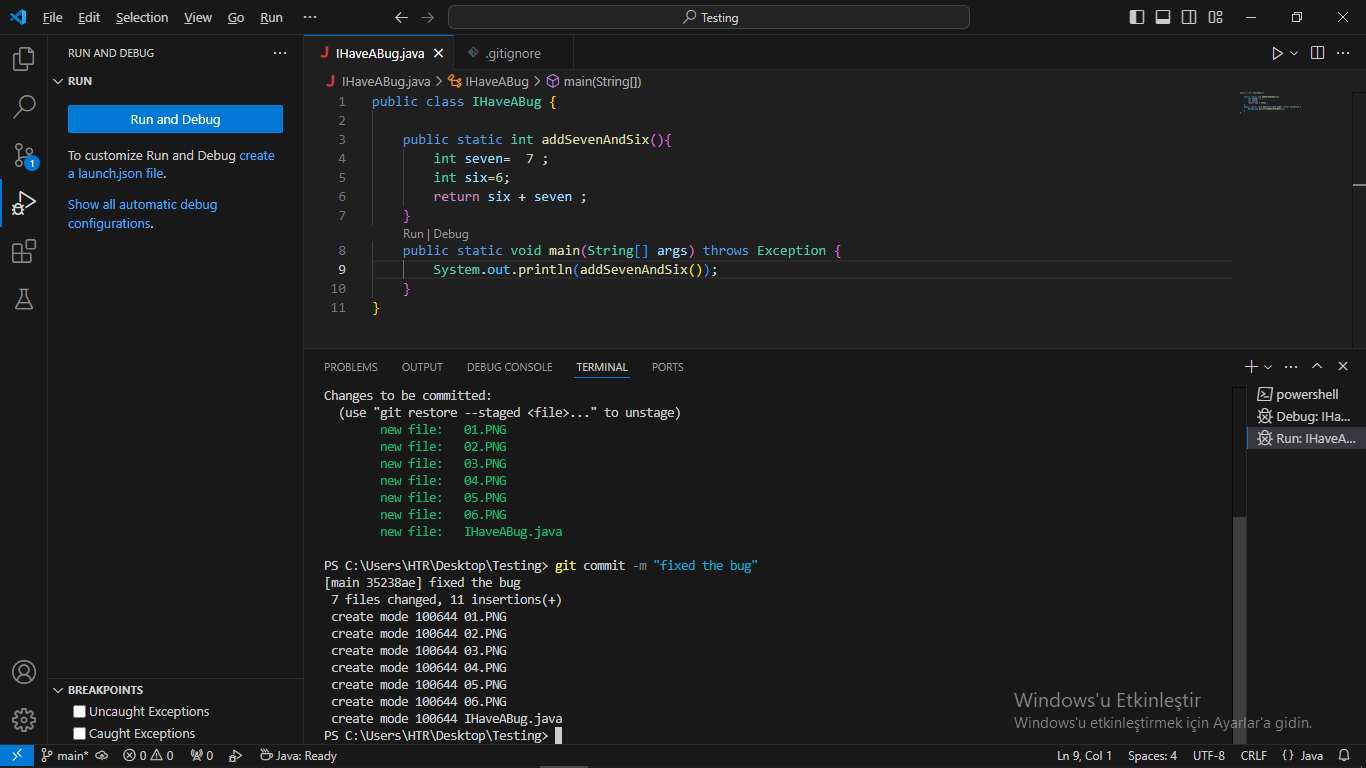 File Edit Selection View Go Run ··· Testing
RUN AND DEBUG ···
RUN
Run and Debug
To customize Run and Debug create
a launch.json file.
Show all automatic debug
configurations.
BREAKPOINTS
Uncaught Exceptions
Caught Exceptions
1
IHaveABug.java .gitignore
IHaveABug.java > IHaveABug > main(String[])
1 public class IHaveABug {
2
3 public static int addSevenAndSix(){
4 int seven=  7 ;
5 int six=6;
6 return six + seven ;
7 }
Run | Debug
8 public static void main(String[] args) throws Exception {
9 System.out.println(addSevenAndSix());
10 }
11 }
PROBLEMS OUTPUT DEBUG CONSOLE TERMINAL PORTS
Changes to be committed:
(use "git restore --staged <file>..." to unstage)
new file:   01.PNG
new file:   02.PNG
new file:   03.PNG
new file:   04.PNG
new file:   05.PNG
new file:   06.PNG
new file:   IHaveABug.java
PS C:\Users\HTR\Desktop\Testing> git commit -m "fixed the bug"
[main 35238ae] fixed the bug
7 files changed, 11 insertions(+)
create mode 100644 01.PNG
create mode 100644 02.PNG
create mode 100644 03.PNG
create mode 100644 04.PNG
create mode 100644 05.PNG
create mode 100644 06.PNG
create mode 100644 IHaveABug.java
PS C:\Users\HTR\Desktop\Testing>
powershell
Debug: IHa...
Run: IHaveA...
Windows'u Etkinleştir
Windows'u etkinleştirmek için Ayarlar'a gidin.
main* 0 0 0 Java: Ready Ln 9, Col 1 Spaces: 4 UTF-8 CRLF {} Java